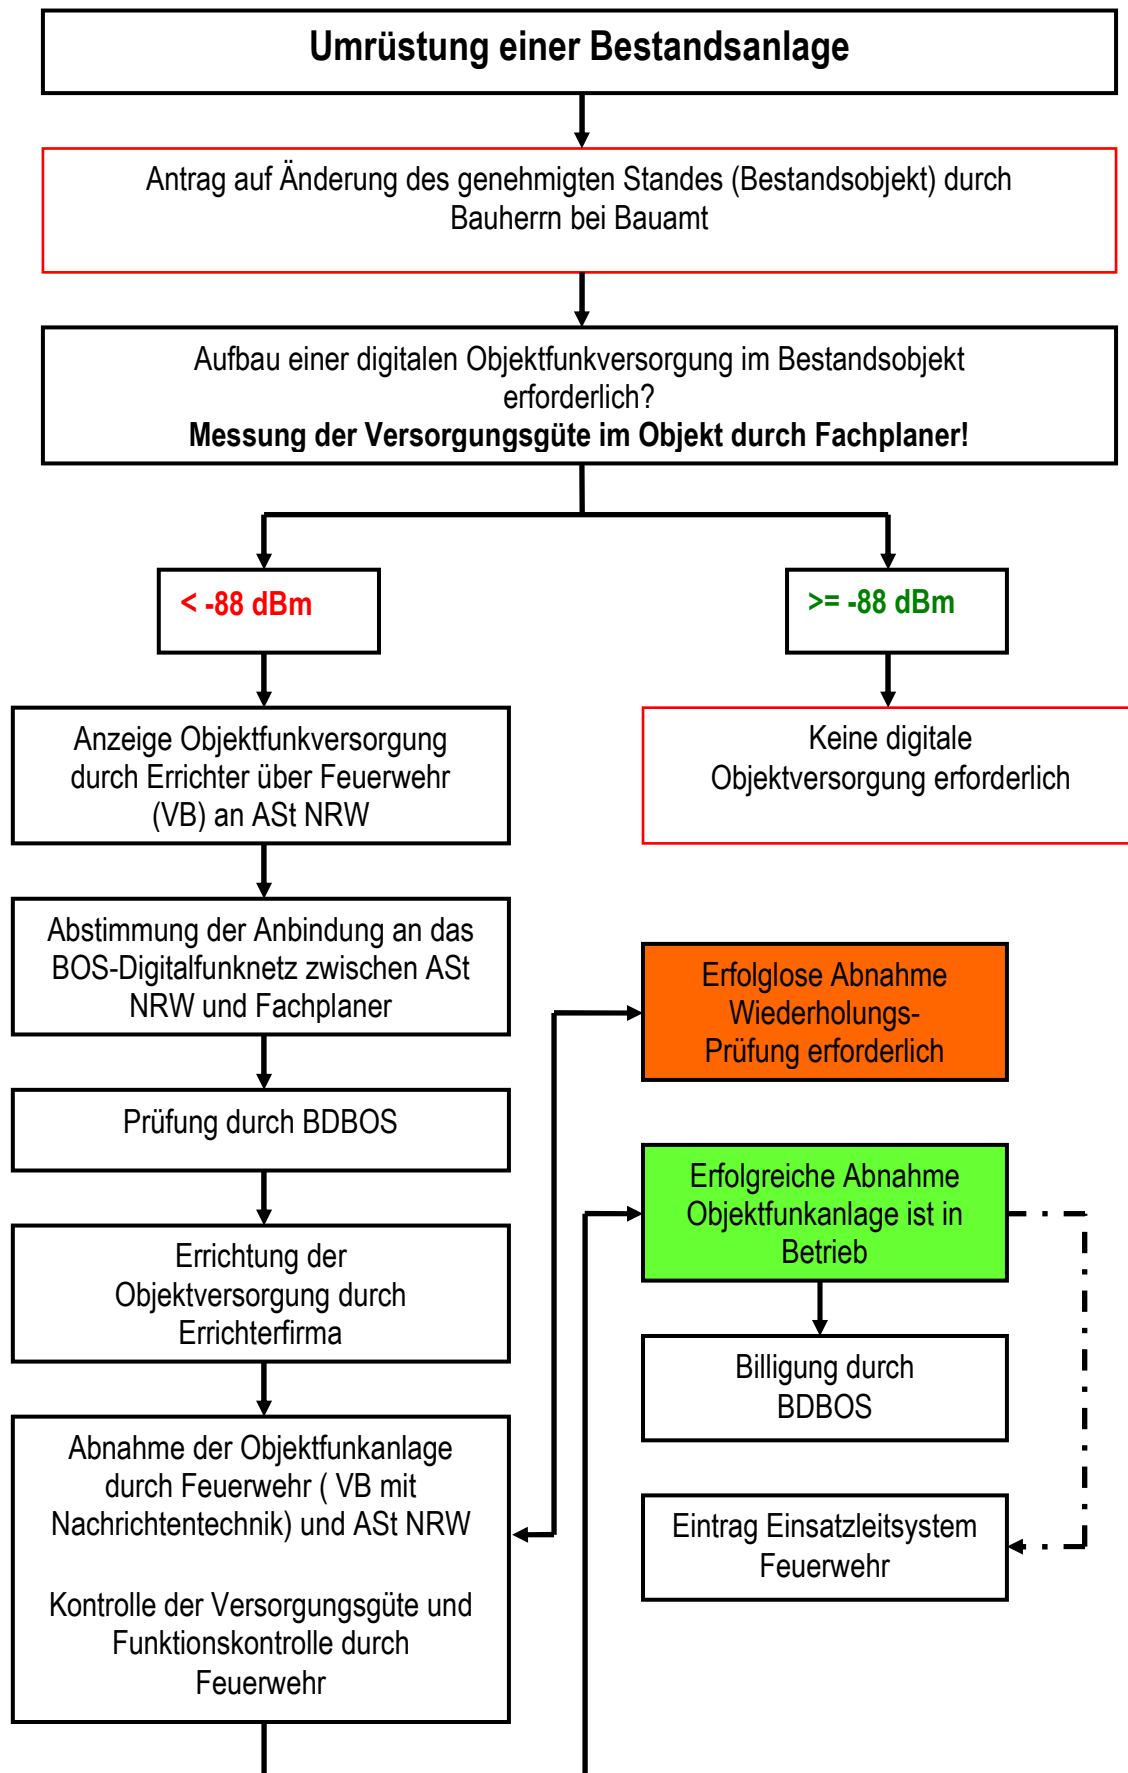 Umrüstung einer Bestandsanlage
Antrag auf Änderung des genehmigten Standes (Bestandsobjekt) durch
Bauherrn bei Bauamt
Aufbau einer digitalen Objektfunkversorgung im Bestandsobjekt
erforderlich?
Messung der Versorgungsgüte im Objekt durch Fachplaner!
< -88 dBm
>= -88 dBm
Anzeige Objektfunkversorgung
durch Errichter über Feuerwehr
(VB) an ASt NRW
Keine digitale
Objektversorgung erforderlich
Abstimmung der Anbindung an das
BOS-Digitalfunknetz zwischen ASt
NRW und Fachplaner
Erfolglose Abnahme
Wiederholungs-
Prüfung erforderlich
Prüfung durch BDBOS
Erfolgreiche Abnahme
Objektfunkanlage ist in
Betrieb
Errichtung der
Objektversorgung durch
Errichterfirma
Billigung durch
BDBOS
Abnahme der Objektfunkanlage
durch Feuerwehr ( VB mit
Nachrichtentechnik) und ASt NRW
Kontrolle der Versorgungsgüte und
Funktionskontrolle durch
Feuerwehr
Eintrag Einsatzleitsystem
Feuerwehr